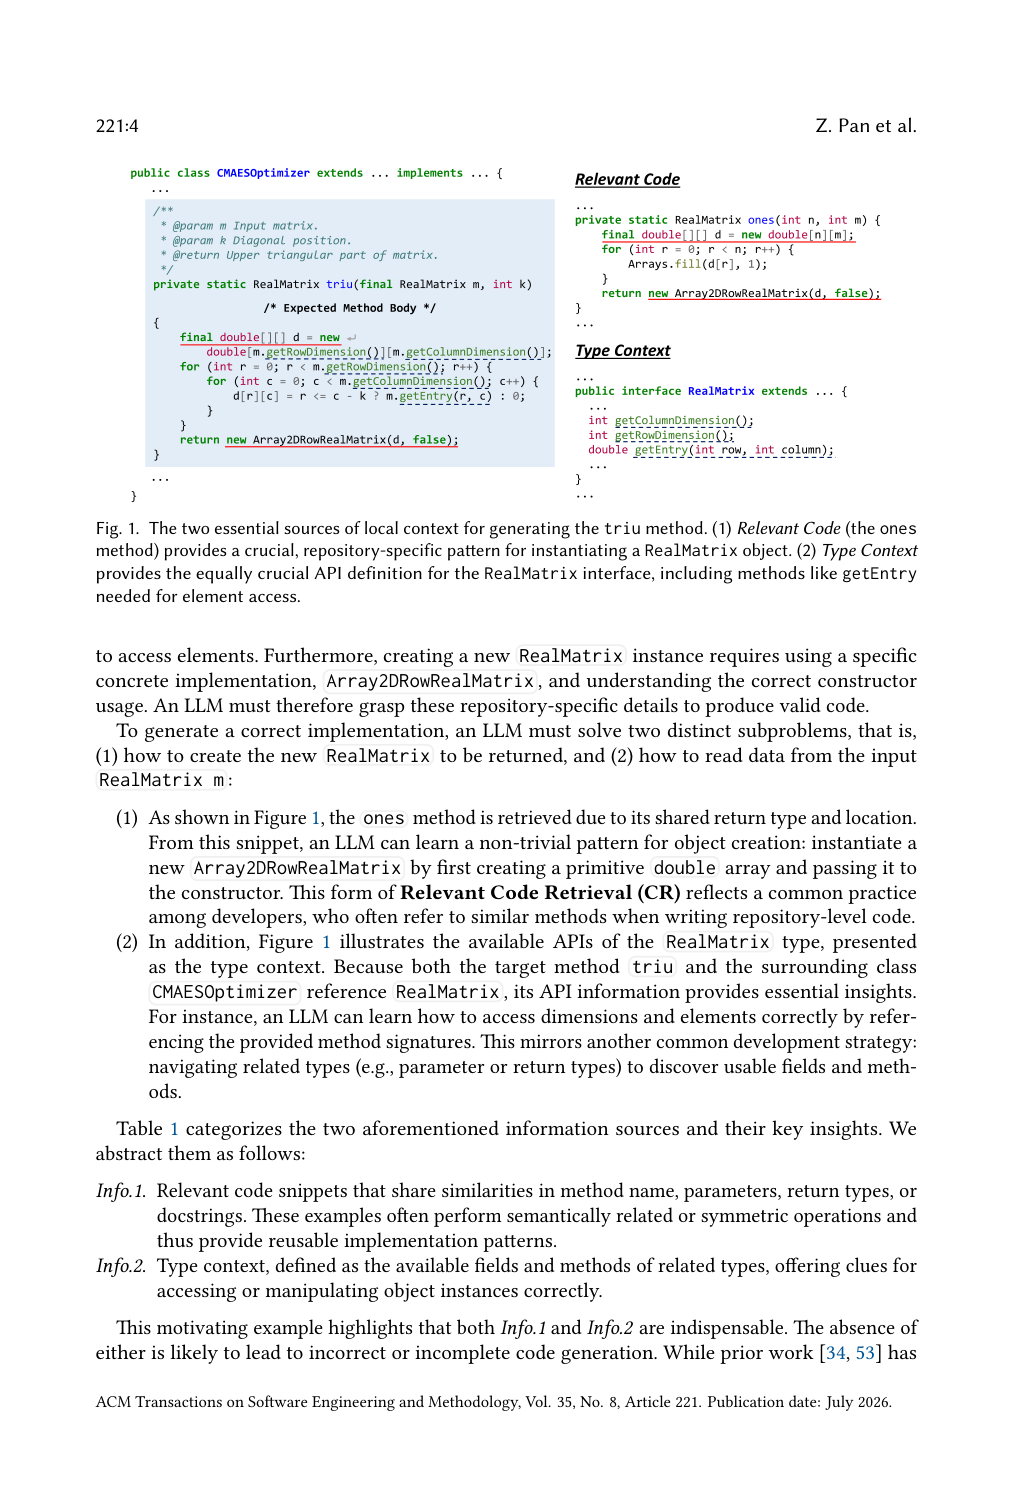 221:4
Z. Pan et al.
public class CMAESOptimizer extends ... implements ... {
...
/**
* @param m Input matrix.
* @param k Diagonal position.
* @return Upper triangular part of matrix.
*/
private static RealMatrix triu(final RealMatrix m, int k)
/* Expected Method Body */
{
final double[][] d = new ↵
double[m.getRowDimension()][m.getColumnDimension()];
for (int r = 0; r < m.getRowDimension(); r++) {
for (int c = 0; c < m.getColumnDimension(); c++) {
d[r][c] = r <= c - k ? m.getEntry(r, c) : 0;
}
}
return new Array2DRowRealMatrix(d, false);
}
...
}
Relevant Code
...
private static RealMatrix ones(int n, int m) {
final double[][] d = new double[n][m];
for (int r = 0; r < n; r++) {
Arrays.fill(d[r], 1);
}
return new Array2DRowRealMatrix(d, false);
}
...
Type Context
...
public interface RealMatrix extends ... {
...
int getColumnDimension();
int getRowDimension();
double getEntry(int row, int column);
...
}
...
Fig. 1. The two essential sources of local context for generating the triu method. (1) Relevant Code (the ones
method) provides a crucial, repository-specific pattern for instantiating a RealMatrix object. (2) Type Context
provides the equally crucial API definition for the RealMatrix interface, including methods like getEntry
needed for element access.
to access elements. Furthermore, creating a new RealMatrix instance requires using a specific
concrete implementation, Array2DRowRealMatrix, and understanding the correct constructor
usage. An LLM must therefore grasp these repository-specific details to produce valid code.
To generate a correct implementation, an LLM must solve two distinct subproblems, that is,
(1) how to create the new RealMatrix to be returned, and (2) how to read data from the input
RealMatrix m:
(1) As shown in Figure 1, the ones method is retrieved due to its shared return type and location.
From this snippet, an LLM can learn a non-trivial pattern for object creation: instantiate a
new Array2DRowRealMatrix by first creating a primitive double array and passing it to
the constructor. This form of Relevant Code Retrieval (CR) reflects a common practice
among developers, who often refer to similar methods when writing repository-level code.
(2) In addition, Figure 1 illustrates the available APIs of the RealMatrix type, presented
as the type context. Because both the target method triu and the surrounding class
CMAESOptimizer reference RealMatrix, its API information provides essential insights.
For instance, an LLM can learn how to access dimensions and elements correctly by refer-
encing the provided method signatures. This mirrors another common development strategy:
navigating related types (e.g., parameter or return types) to discover usable fields and meth-
ods.
Table 1 categorizes the two aforementioned information sources and their key insights. We
abstract them as follows:
Info.1. Relevant code snippets that share similarities in method name, parameters, return types, or
docstrings. These examples often perform semantically related or symmetric operations and
thus provide reusable implementation patterns.
Info.2. Type context, defined as the available fields and methods of related types, offering clues for
accessing or manipulating object instances correctly.
This motivating example highlights that both Info.1 and Info.2 are indispensable. The absence of
either is likely to lead to incorrect or incomplete code generation. While prior work [34, 53] has
ACM Transactions on Software Engineering and Methodology, Vol. 35, No. 8, Article 221. Publication date: July 2026.